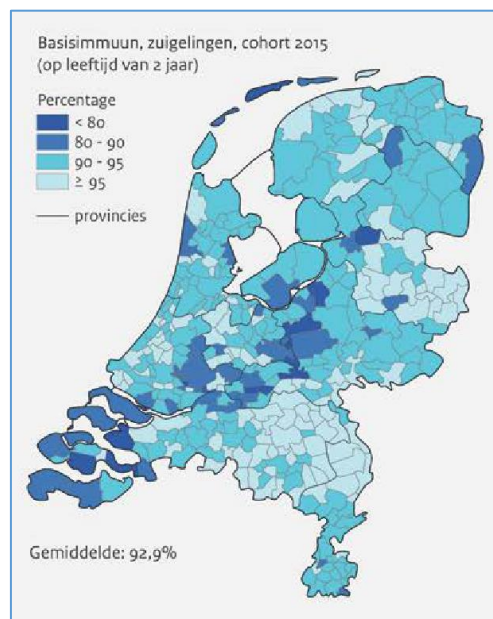 Basisimmuun, zuigelingen, cohort 2015
(op leeftijd van 2 jaar)
Percentage
< 80
80 - 90
90 - 95
≥ 95
provincies
Gemiddelde: 92,9%